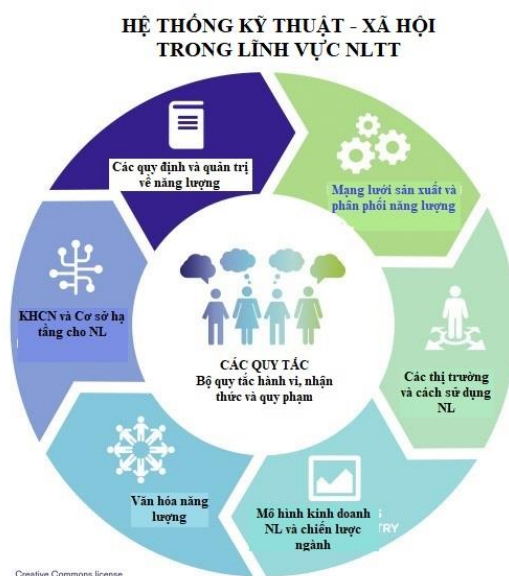 HỆ THỐNG KỸ THUẬT - XÃ HỘI
TRONG LĨNH VỰC NLTT
Các quy định và quản trị
về năng lượng
Mạng lưới sản xuất và
phân phối năng lượng
Các thị trường
và cách sử dụng
NL
Mô hình kinh doanh
NL và chiến lược
ngành
Văn hóa năng
lượng
KHCN và Cơ sở hạ
tầng cho NL
CÁC QUY TẮC
Bộ quy tắc hành vi, nhận
thức và quy phạm
Creative Commons license